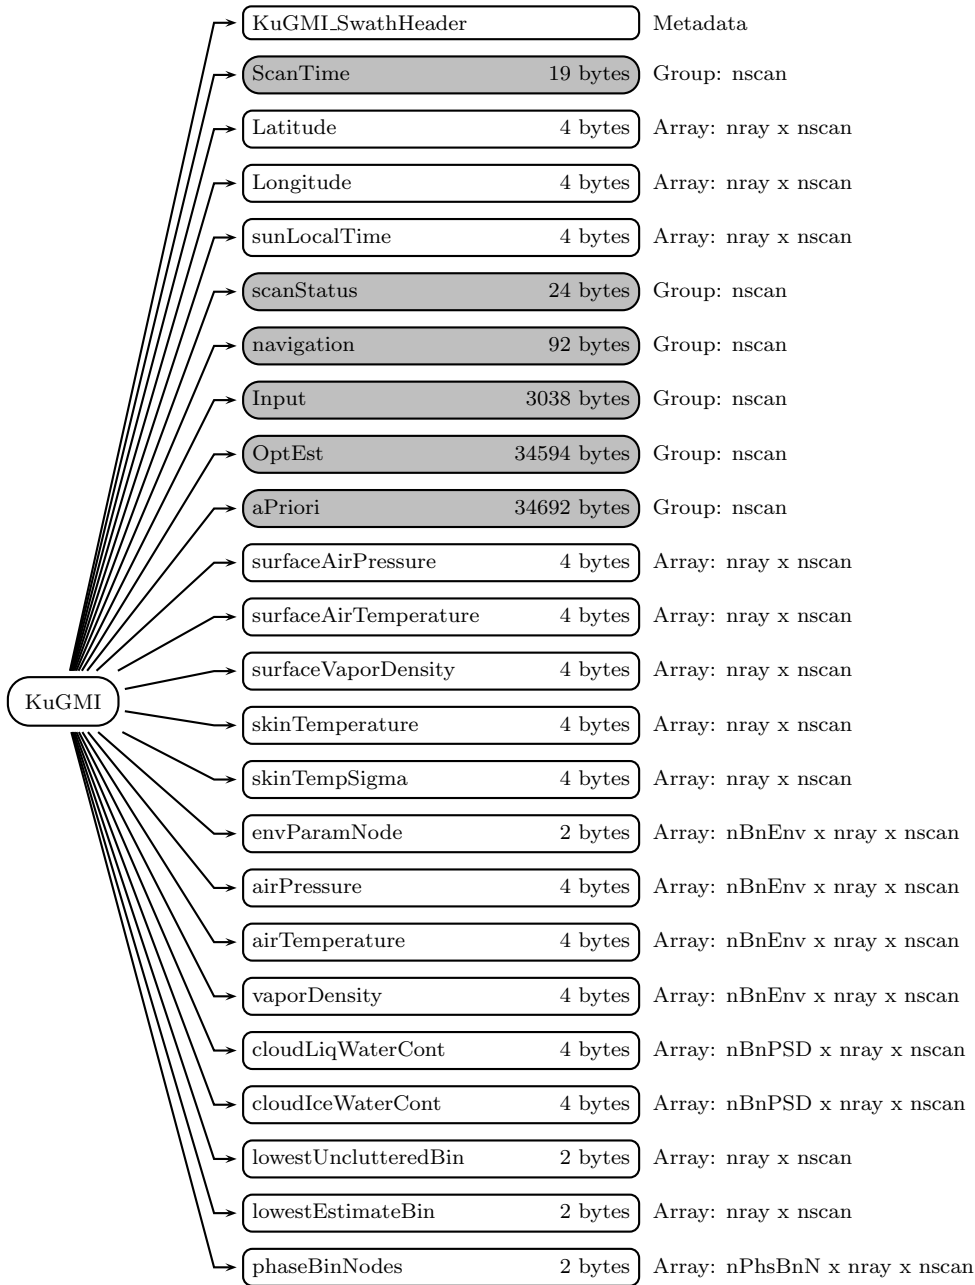 KuGMI_SwathHeader Metadata
ScanTime 19 bytes Group: nscan
Latitude 4 bytes Array: nray x nscan
Longitude 4 bytes Array: nray x nscan
sunLocalTime 4 bytes Array: nray x nscan
scanStatus 24 bytes Group: nscan
navigation 92 bytes Group: nscan
Input 3038 bytes Group: nscan
OptEst 34594 bytes Group: nscan
aPriori 34692 bytes Group: nscan
surfaceAirPressure 4 bytes Array: nray x nscan
surfaceAirTemperature 4 bytes Array: nray x nscan
surfaceVaporDensity 4 bytes Array: nray x nscan
KuGMI
skinTemperature 4 bytes Array: nray x nscan
skinTempSigma 4 bytes Array: nray x nscan
envParamNode 2 bytes Array: nBnEnv x nray x nscan
airPressure 4 bytes Array: nBnEnv x nray x nscan
airTemperature 4 bytes Array: nBnEnv x nray x nscan
vaporDensity 4 bytes Array: nBnEnv x nray x nscan
cloudLiqWaterCont 4 bytes Array: nBnPSD x nray x nscan
cloudIceWaterCont 4 bytes Array: nBnPSD x nray x nscan
lowestUnclutteredBin 2 bytes Array: nray x nscan
lowestEstimateBin 2 bytes Array: nray x nscan
phaseBinNodes 2 bytes Array: nPhsBnN x nray x nscan